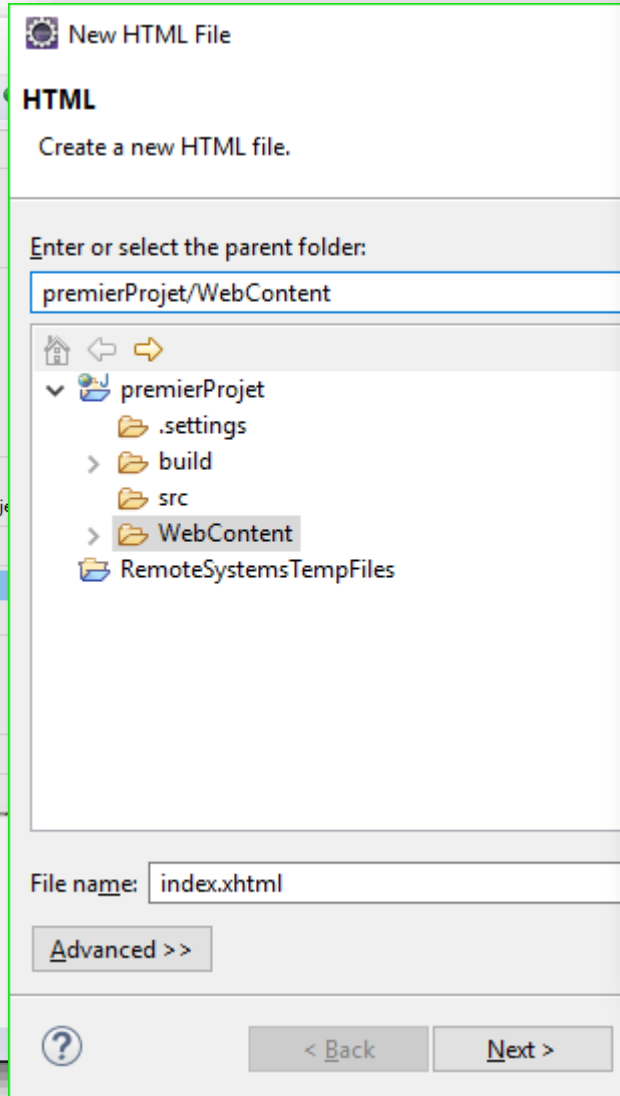 New HTML File
HTML
Create a new HTML file.
Enter or select the parent folder:
premierProjet/WebContent
premierProjet
.settings
build
src
WebContent
RemoteSystemsTempFiles
File name: index.xhtml
Advanced >>
< Back Next >